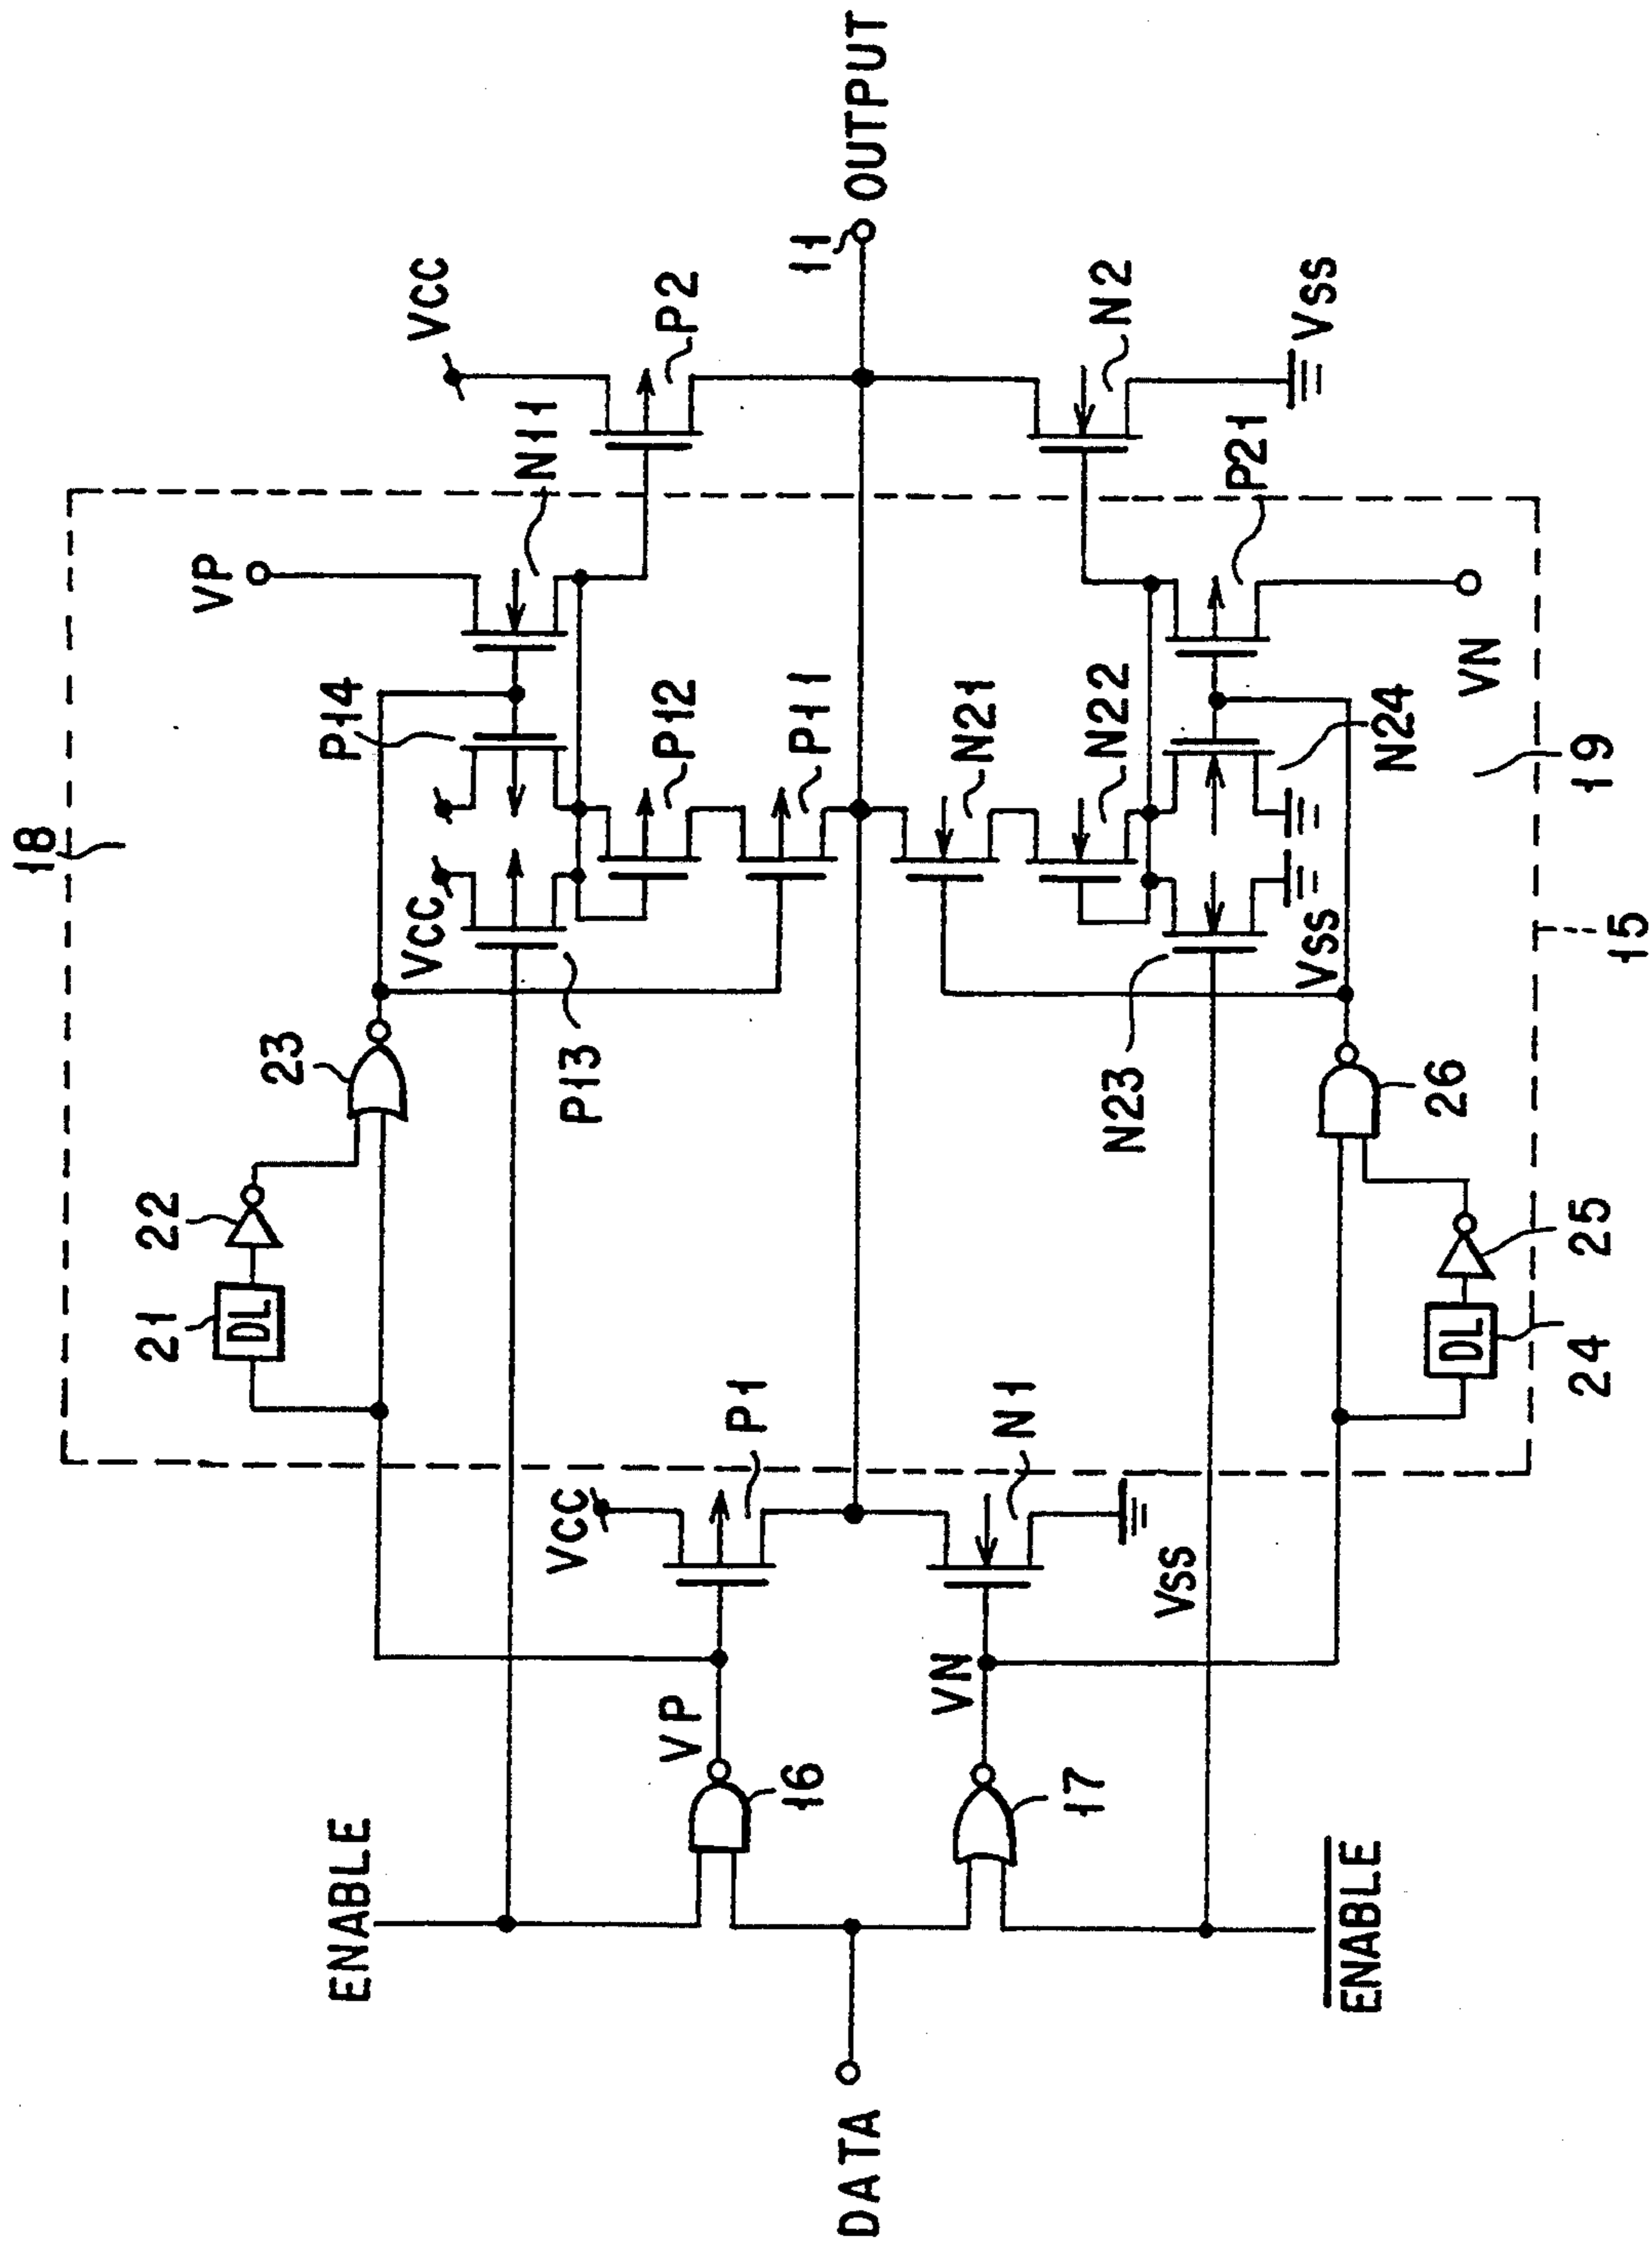 18
VP
VCC
N11
P14
VCC
P2
P12
P11
11
OUTPUT
23
P13
22
21
DL
N21
N22
N2
VSS
P21
VN
N24
19
15
VSS
N23
26
25
24
DL
ENABLE
VCC
P1
VP
16
DATA
VN
N1
VSS
17
ENABLE